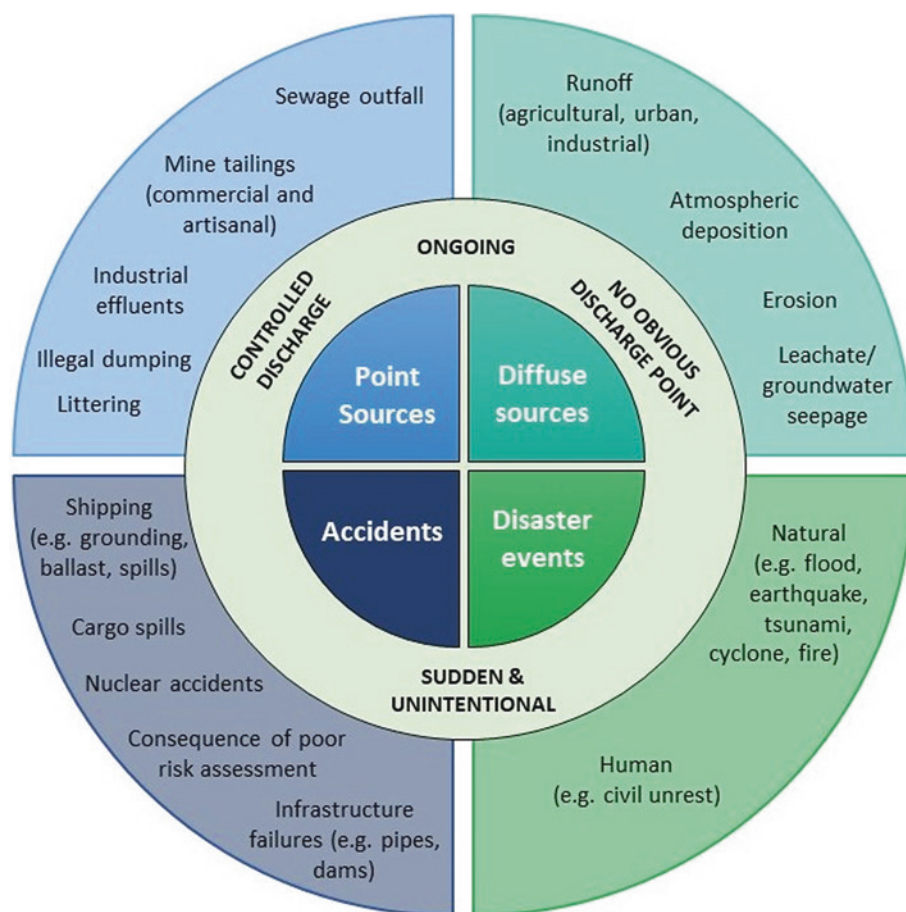 Sewage outfall
Mine tailings
(commercial and
artisanal)
Industrial
effluents
Illegal dumping
Littering
Runoff
(agricultural, urban,
industrial)
Atmospheric
deposition
Erosion
Leachate/
groundwater
seepage
ONGOING
CONTROLLED
DISCHARGE
NO OBVIOUS
DISCHARGE POINT
Point
Sources
Diffuse
sources
Accidents
Disaster
events
SUDDEN &
UNINTENTIONAL
Shipping
(e.g. grounding,
ballast, spills)
Cargo spills
Nuclear accidents
Consequence of poor
risk assessment
Infrastructure
failures (e.g. pipes,
dams)
Natural
(e.g. flood,
earthquake,
tsunami,
cyclone, fire)
Human
(e.g. civil unrest)